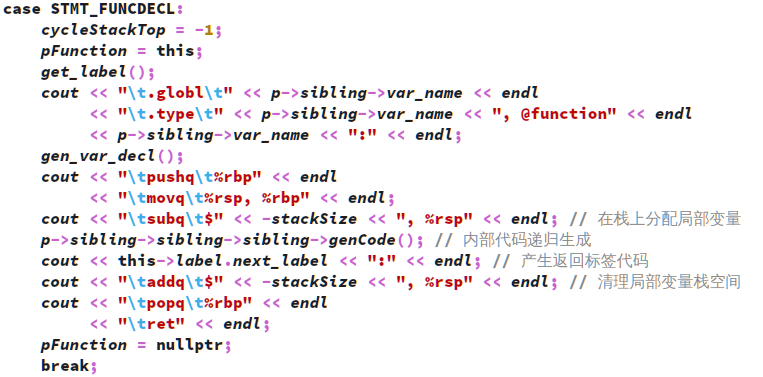 case STMT_FUNCDECL:
    cycleStackTop = -1;
    pFunction = this;
    get_label();
    cout << "\t.globl\t" << p->sibling->var_name << endl
         << "\t.type\t" << p->sibling->var_name << ", @function" << endl
         << p->sibling->var_name << ":" << endl;
    gen_var_decl();
    cout << "\tpushq\t%rbp" << endl
         << "\tmovq\t%rsp, %rbp" << endl;
    cout << "\tsubq\t$" << -stackSize << ", %rsp" << endl; // 在栈上分配局部变量
    p->sibling->sibling->sibling->genCode(); // 内部代码递归生成
    cout << this->label.next_label << ":" << endl; // 产生返回标签代码
    cout << "\taddq\t$" << -stackSize << ", %rsp" << endl; // 清理局部变量栈空间
    cout << "\tpopq\t%rbp" << endl
         << "\tret" << endl;
    pFunction = nullptr;
    break;